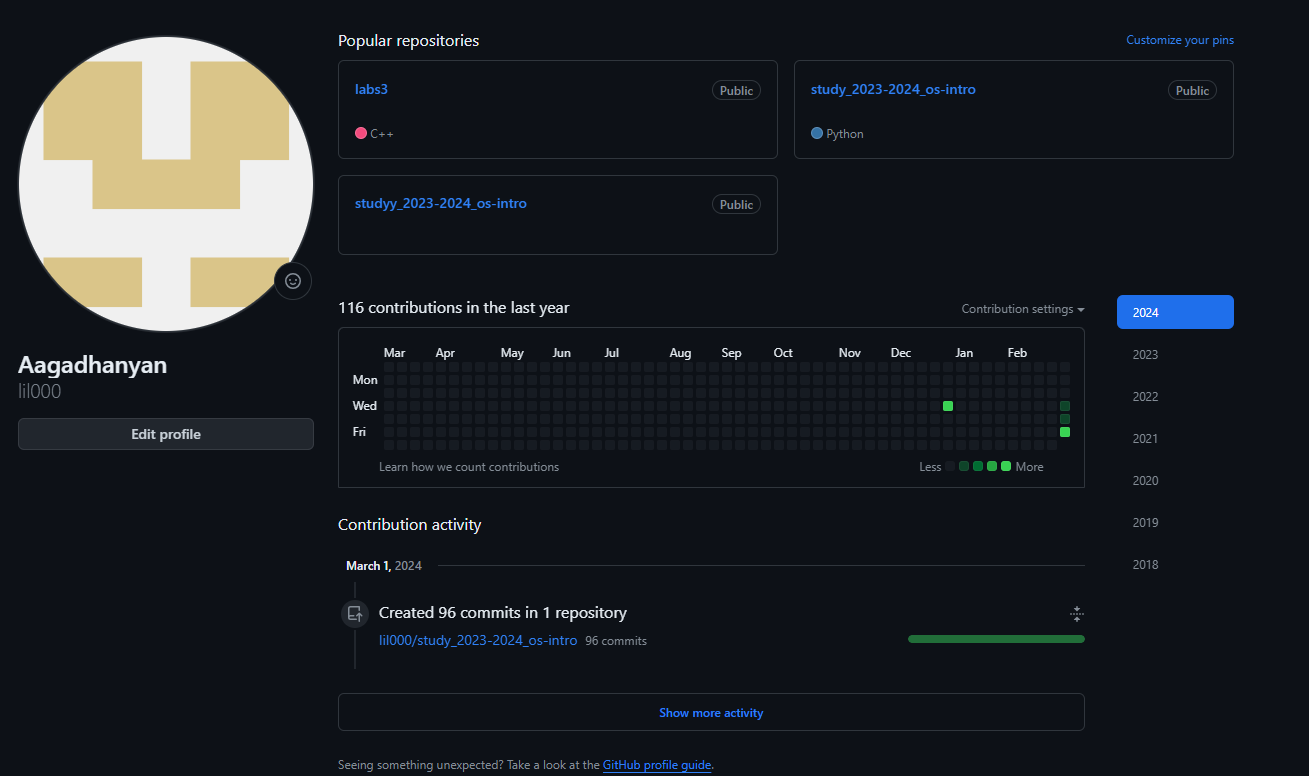 Popular repositories
Customize your pins
labs3
Public
C++
study_2023-2024_os-intro
Public
Python
studyy_2023-2024_os-intro
Public
Aagadhanyan
lil000
Edit profile
116 contributions in the last year
Contribution settings
Mar Apr May Jun Jul Aug Sep Oct Nov Dec Jan Feb
Mon
Wed
Fri
Learn how we count contributions
Less More
2024
2023
2022
2021
2020
2019
2018
Contribution activity
March 1, 2024
Created 96 commits in 1 repository
lil000/study_2023-2024_os-intro 96 commits
Show more activity
Seeing something unexpected? Take a look at the GitHub profile guide.